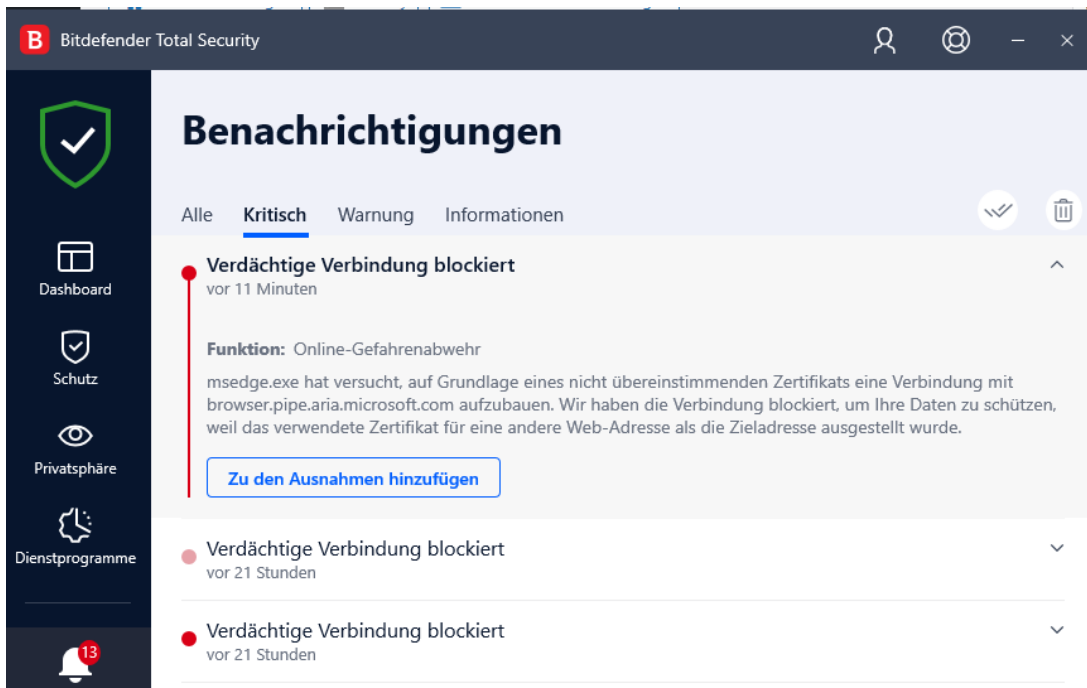 B Bitdefender Total Security
Benachrichtigungen
Alle Kritisch Warnung Informationen
Dashboard
Schutz
Privatsphäre
Dienstprogramme
13
Verdächtige Verbindung blockiert
vor 11 Minuten
Funktion: Online-Gefahrenabwehr
msedge.exe hat versucht, auf Grundlage eines nicht übereinstimmenden Zertifikats eine Verbindung mit
browser.pipe.aria.microsoft.com aufzubauen. Wir haben die Verbindung blockiert, um Ihre Daten zu schützen,
weil das verwendete Zertifikat für eine andere Web-Adresse als die Zieladresse ausgestellt wurde.
Zu den Ausnahmen hinzufügen
Verdächtige Verbindung blockiert
vor 21 Stunden
Verdächtige Verbindung blockiert
vor 21 Stunden